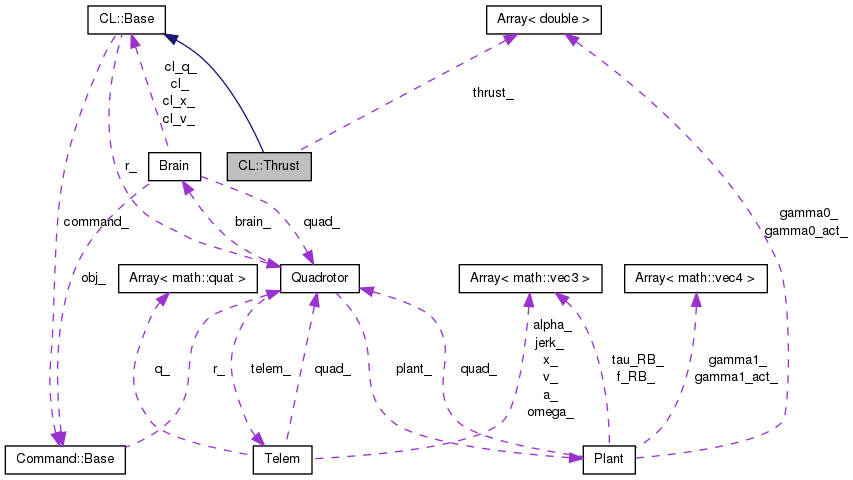 CL::Base
Array< double >
cl_q_
cl_
cl_x_
cl_v_
thrust_
r_
Brain
CL::Thrust
command_
brain_
quad_
gamma0_
gamma0_act_
obj_
Array< math::quat >
Quadrotor
Array< math::vec3 >
Array< math::vec4 >
alpha_
jerk_
x_
v_
a_
omega_
q_
r_
telem_
quad_
plant_
quad_
tau_RB_
f_RB_
gamma1_
gamma1_act_
Command::Base
Telem
Plant